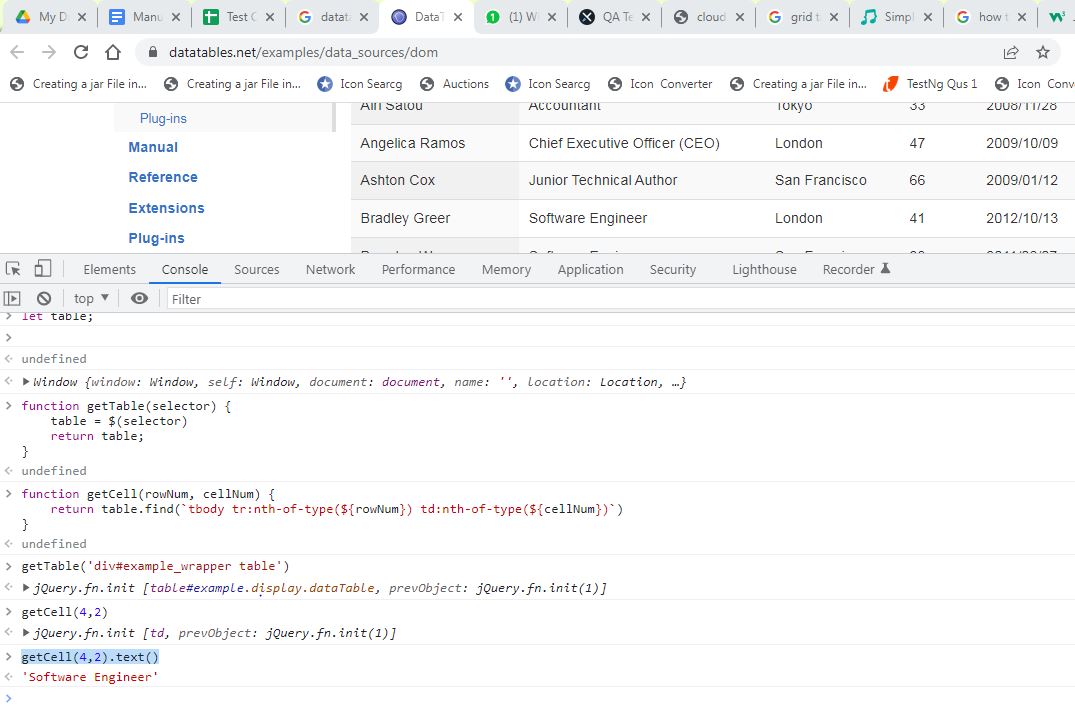 My D
Manu
Test C
datat
DataT
(1) W
QA Te
cloud
grid t
Simpl
how t
datatables.net/examples/data_sources/dom
Creating a jar File in...
Creating a jar File in...
Icon Searcg
Auctions
Icon Searcg
Icon Converter
Creating a jar File in...
TestNg Qus 1
Icon Conv
Plug-ins
Manual
Reference
Extensions
Plug-ins
Airi Satou Accountant Tokyo 33 2008/11/28
Angelica Ramos Chief Executive Officer (CEO) London 47 2009/10/09
Ashton Cox Junior Technical Author San Francisco 66 2009/01/12
Bradley Greer Software Engineer London 41 2012/10/13
Elements Console Sources Network Performance Memory Application Security Lighthouse Recorder
top Filter
let table;
undefined
Window {window: Window, self: Window, document: document, name: '', location: Location, …}
function getTable(selector) {
table = $(selector)
return table;
}
undefined
function getCell(rowNum, cellNum) {
return table.find(`tbody tr:nth-of-type(${rowNum}) td:nth-of-type(${cellNum})`)
}
undefined
getTable('div#example_wrapper table')
jQuery.fn.init [table#example.display.dataTable, prevObject: jQuery.fn.init(1)]
getCell(4,2)
jQuery.fn.init [td, prevObject: jQuery.fn.init(1)]
getCell(4,2).text()
'Software Engineer'